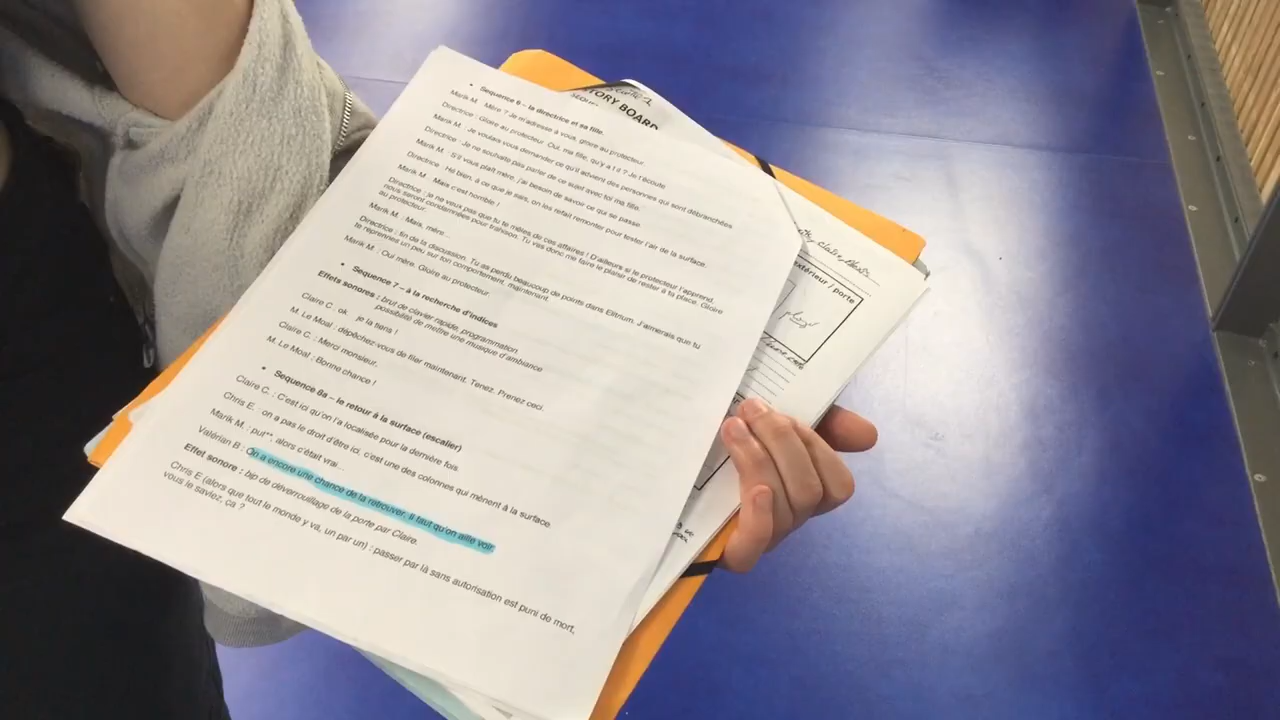 • Sequence 6 – la directrice et sa fille.
Marik M. : Mère ? Je m'adresse à vous, gloire au protecteur.
Directrice : Gloire au protecteur. Oui, ma fille, qu'y a t il ? Je t'écoute
Marik M. : Je voulais vous demander ce qu'il advient des personnes qui sont débranchées.
Directrice : Je ne souhaite pas parler de ce sujet avec toi ma fille.
Marik M. : S'il vous plaît mère, j'ai besoin de savoir ce qui se passe.
Directrice : Hé bien, à ce que je sais, on les refait remonter pour tester l'air de la surface.
Marik M. : Mais c'est horrible !
Directrice : je ne veux pas que tu te mêles de ces affaires ! D'ailleurs si le protecteur l'apprend,
nous serons condamnées pour trahison. Tu vas donc me faire le plaisir de rester à ta place. Gloire
au protecteur.
Marik M. : Mais, mère...
Directrice : fin de la discussion. Tu as perdu beaucoup de points dans Elitnum. J'aimerais que tu
te reprennes un peu sur ton comportement, maintenant.
Marik M. : Oui mère. Gloire au protecteur.
• Sequence 7 – à la recherche d'indices
Effets sonores : bruit de clavier rapide, programmation
possibilité de mettre une musique d'ambiance
Claire C. : ok... je la tiens !
M. Le Moal : dépêchez-vous de filer maintenant. Tenez. Prenez ceci.
Claire C. : Merci monsieur.
M. Le Moal : Bonne chance !
• Sequence 8a – le retour à la surface (escalier)
Claire C. : C'est ici qu'on l'a localisée pour la dernière fois.
Chris E. : on a pas le droit d'être ici, c'est une des colonnes qui mènent à la surface.
Marik M. : put**, alors c'était vrai...
Valérian B : On a encore une chance de la retrouver. Il faut qu'on aille voir.
Effet sonore : bip de déverrouillage de la porte par Claire.
Chris E (alors que tout le monde y va, un par un) : passer par là sans autorisation est puni de mort,
vous le saviez, ça ?
TORY BOARD
extérieur / porte